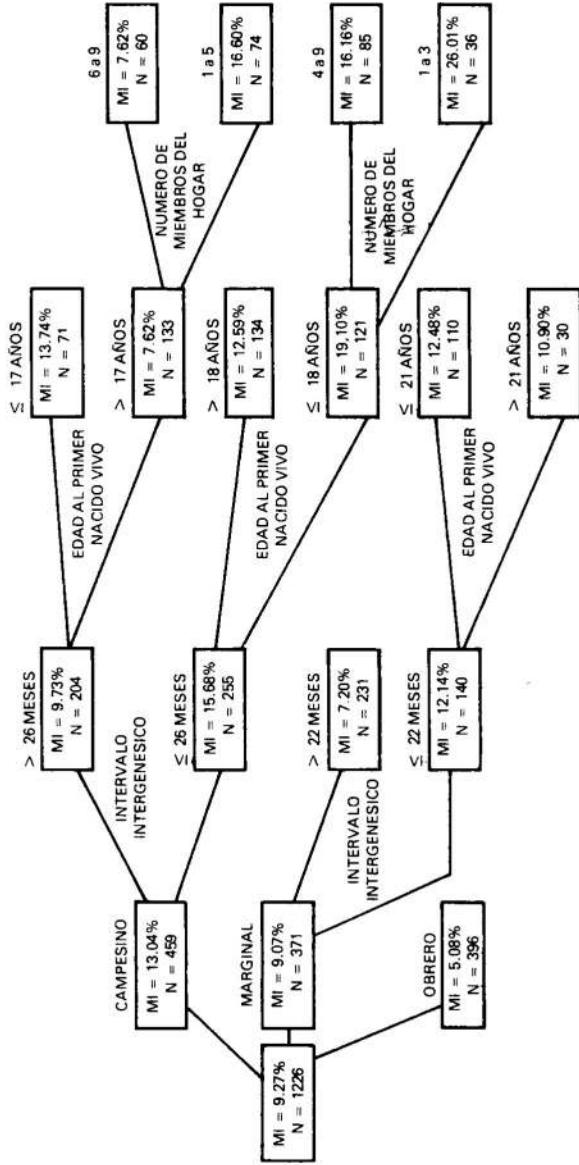 MI = 9.27%
N = 1226
CAMPESINO
MI = 13.04%
N = 459
MARGINAL
MI = 9.07%
N = 371
OBRERO
MI = 5.08%
N = 396
INTERVALO
INTERGENESICO
INTERVALO
INTERGENESICO
> 26 MESES
MI = 9.73%
N = 204
≤ 26 MESES
MI = 15.68%
N = 255
> 22 MESES
MI = 7.20%
N = 231
≤ 22 MESES
MI = 12.14%
N = 140
EDAD AL PRIMER
NACIDO VIVO
EDAD AL PRIMER
NACIDO VIVO
EDAD AL PRIMER
NACIDO VIVO
≤ 17 AÑOS
MI = 13.74%
N = 71
> 17 AÑOS
MI = 7.62%
N = 133
> 18 AÑOS
MI = 12.59%
N = 134
≤ 18 AÑOS
MI = 19.10%
N = 121
≤ 21 AÑOS
MI = 12.48%
N = 110
> 21 AÑOS
MI = 10.90%
N = 30
NUMERO DE
MIEMBROS DEL
HOGAR
NUMERO DE
MIEMBROS DEL
HOGAR
6 a 9
MI = 7.62%
N = 60
1 a 5
MI = 16.60%
N = 74
4 a 9
MI = 16.16%
N = 85
1 a 3
MI = 26.01%
N = 36